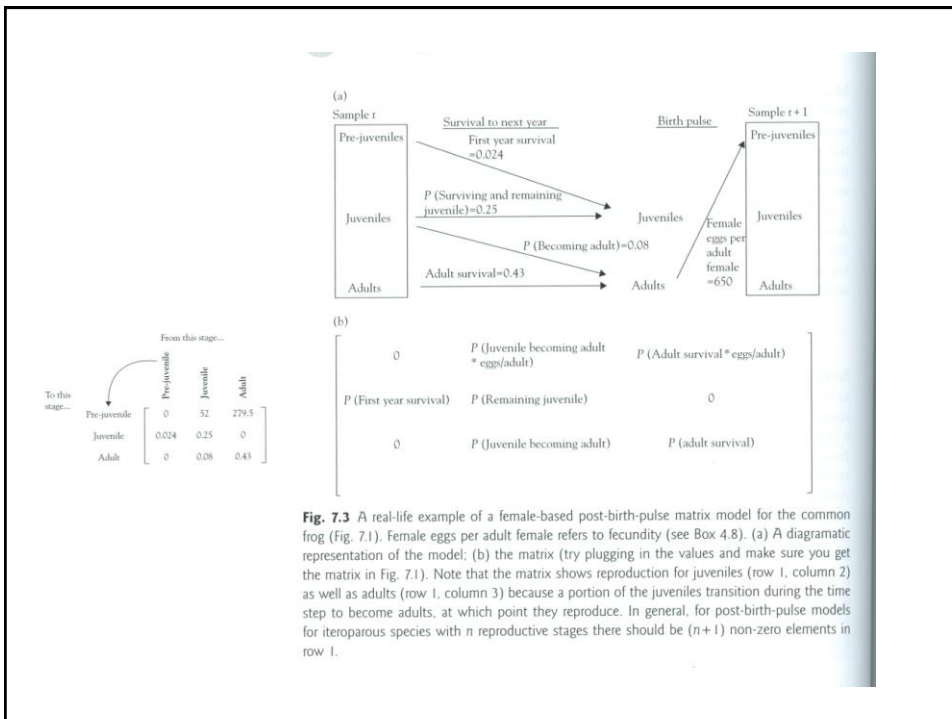 (a)
Sample t
Survival to next year
Birth pulse
Sample t + 1
Pre-juveniles
First year survival
=0.024
Pre-juveniles
P (Surviving and remaining
juvenile)=0.25
Juveniles
Juveniles
Juveniles
P (Becoming adult)=0.08
Female
eggs per
adult
female
=650
Adult survival=0.43
Adults
Adults
Adults
(b)
0 P (Juvenile becoming adult P (Adult survival * eggs/adult)
* eggs/adult)
P (First year survival) P (Remaining juvenile) 0
0 P (Juvenile becoming adult) P (adult survival)
From this stage...
Pre-juvenile
Juvenile
Adult
To this
stage...
Pre-juvenile 0 52 279.5
Juvenile 0.024 0.25 0
Adult 0 0.08 0.43
Fig. 7.3 A real-life example of a female-based post-birth-pulse matrix model for the common
frog (Fig. 7.1). Female eggs per adult female refers to fecundity (see Box 4.8). (a) A diagramatic
representation of the model; (b) the matrix (try plugging in the values and make sure you get
the matrix in Fig. 7.1). Note that the matrix shows reproduction for juveniles (row 1, column 2)
as well as adults (row 1, column 3) because a portion of the juveniles transition during the time
step to become adults, at which point they reproduce. In general, for post-birth-pulse models
for iteroparous species with n reproductive stages there should be (n + 1) non-zero elements in
row 1.